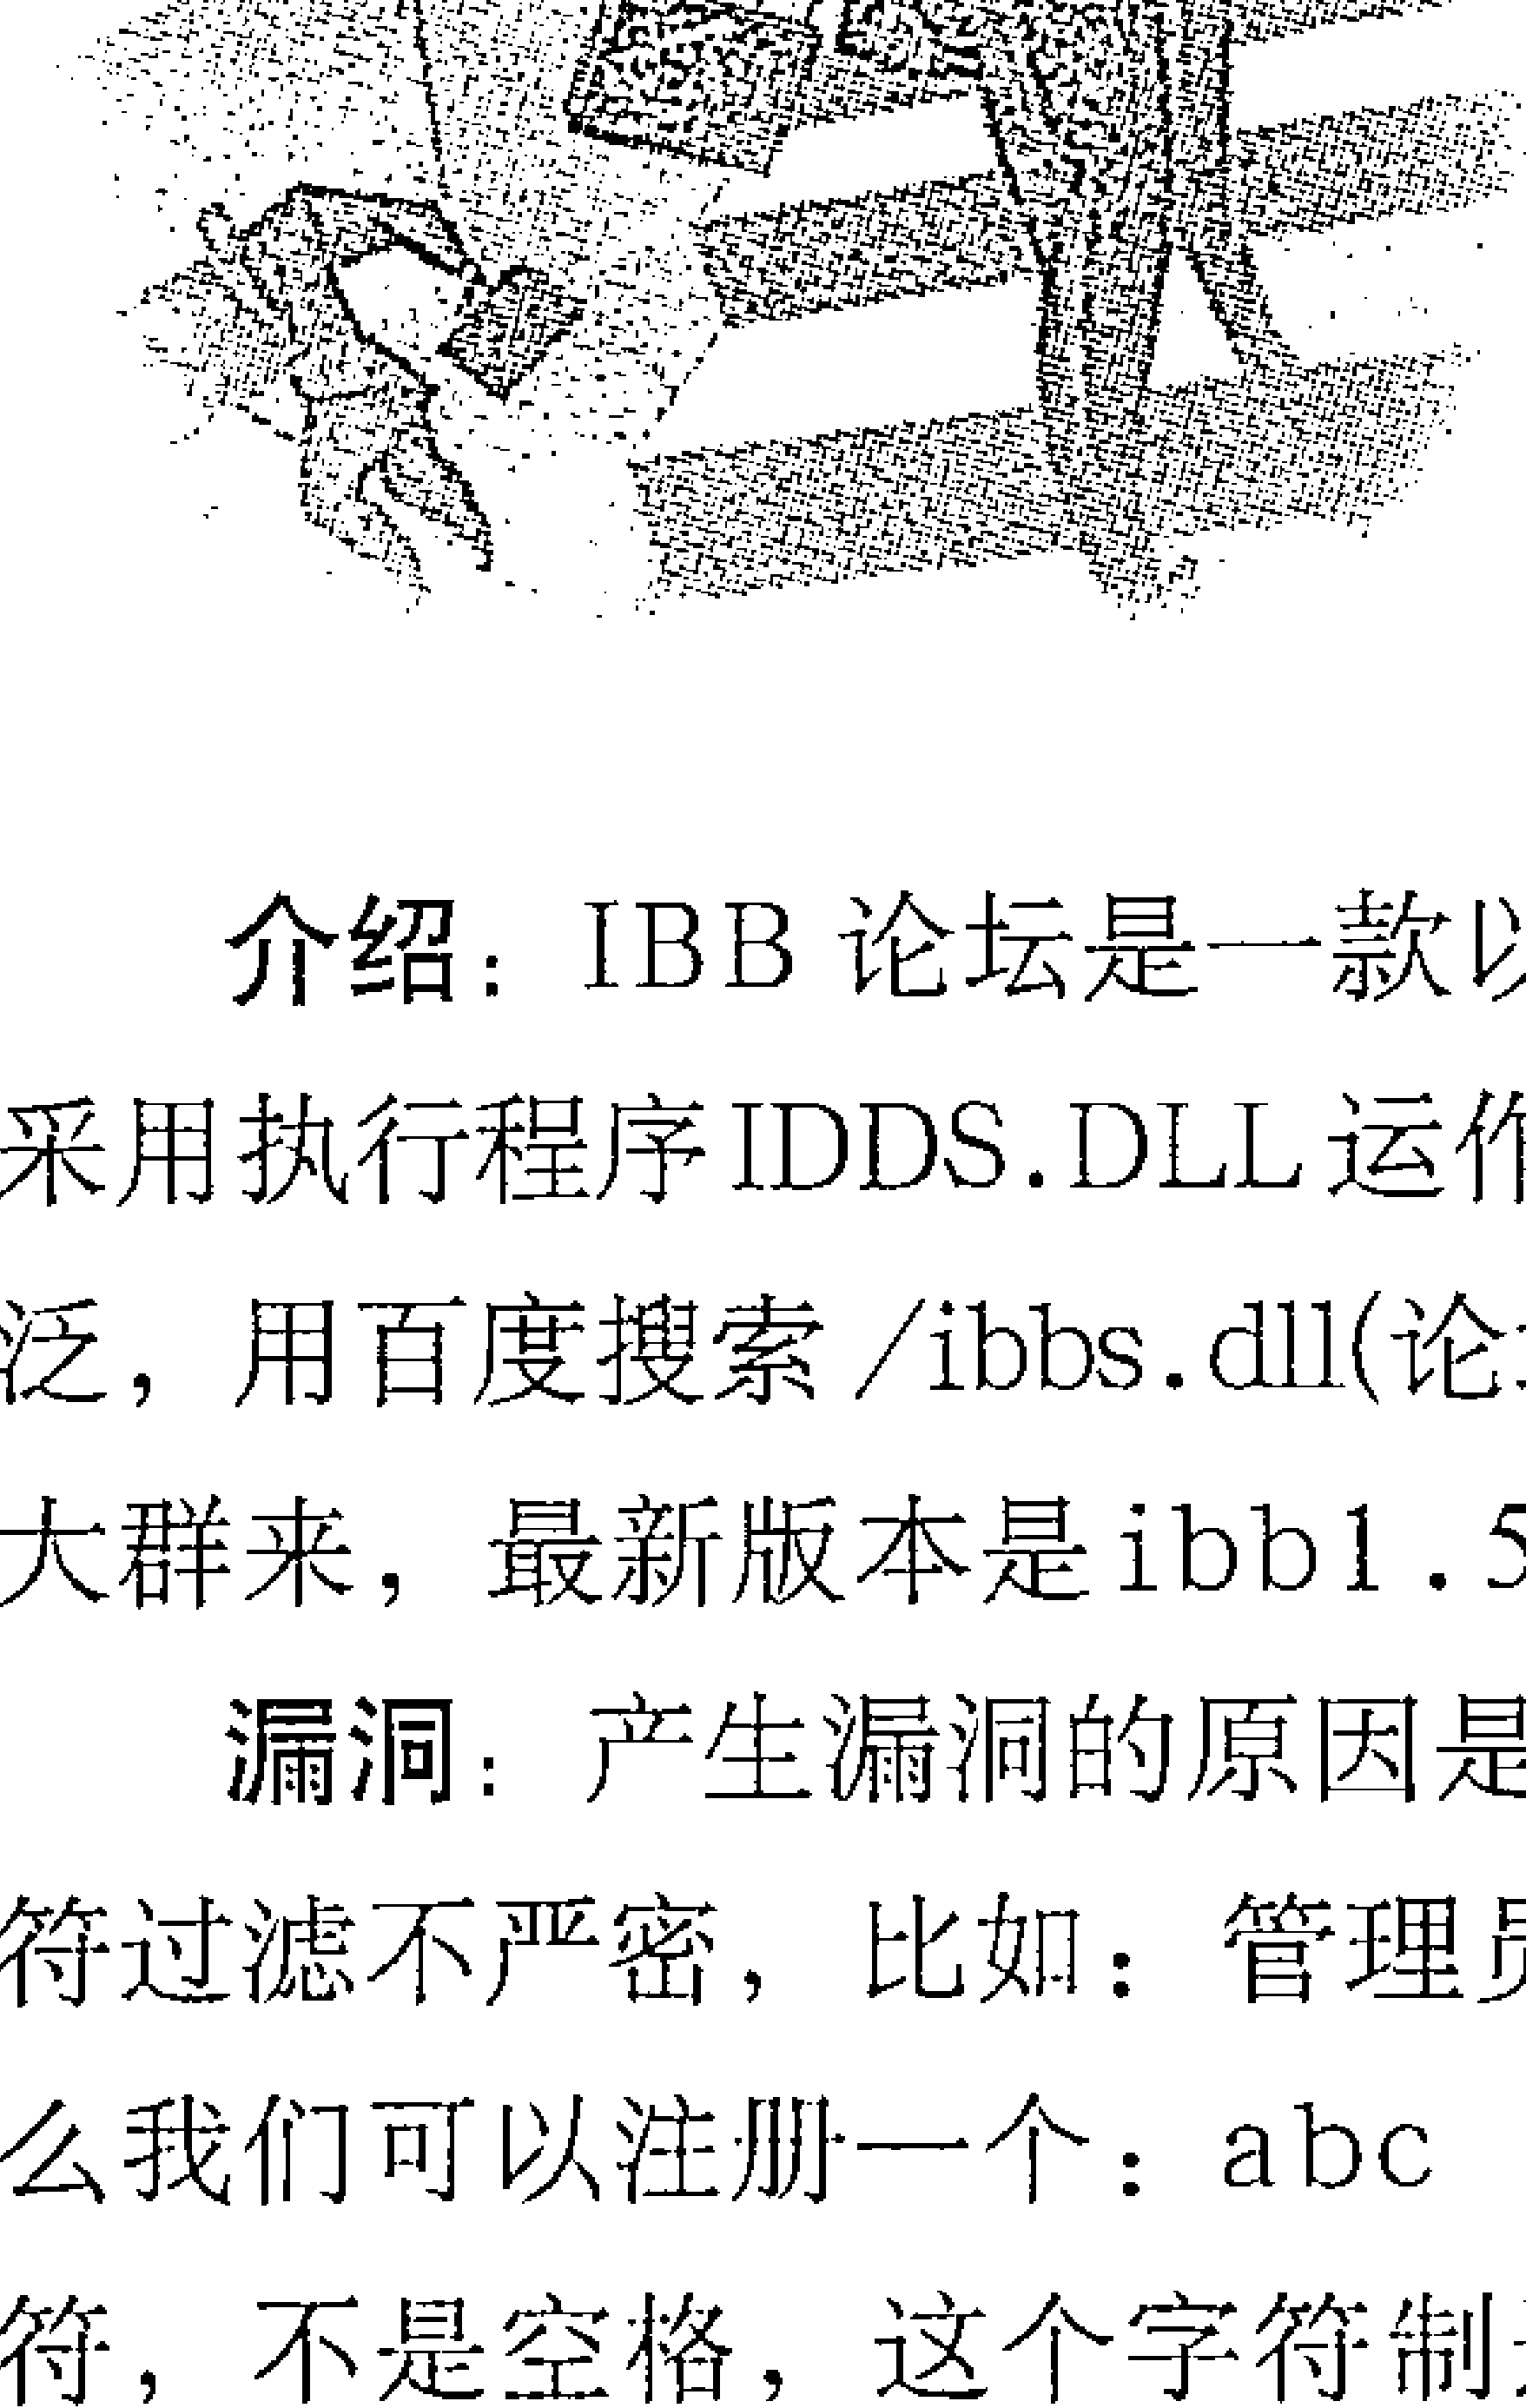 介绍：IBB 论坛是一款以
采用执行程序IDDS.DLL运作
泛，用百度搜索/ibbs.dll(论
大群来，最新版本是ibb1.5
漏洞：产生漏洞的原因是
符过滤不严密，比如：管理员
么我们可以注册一个：abc
符，不是空格，这个字符制